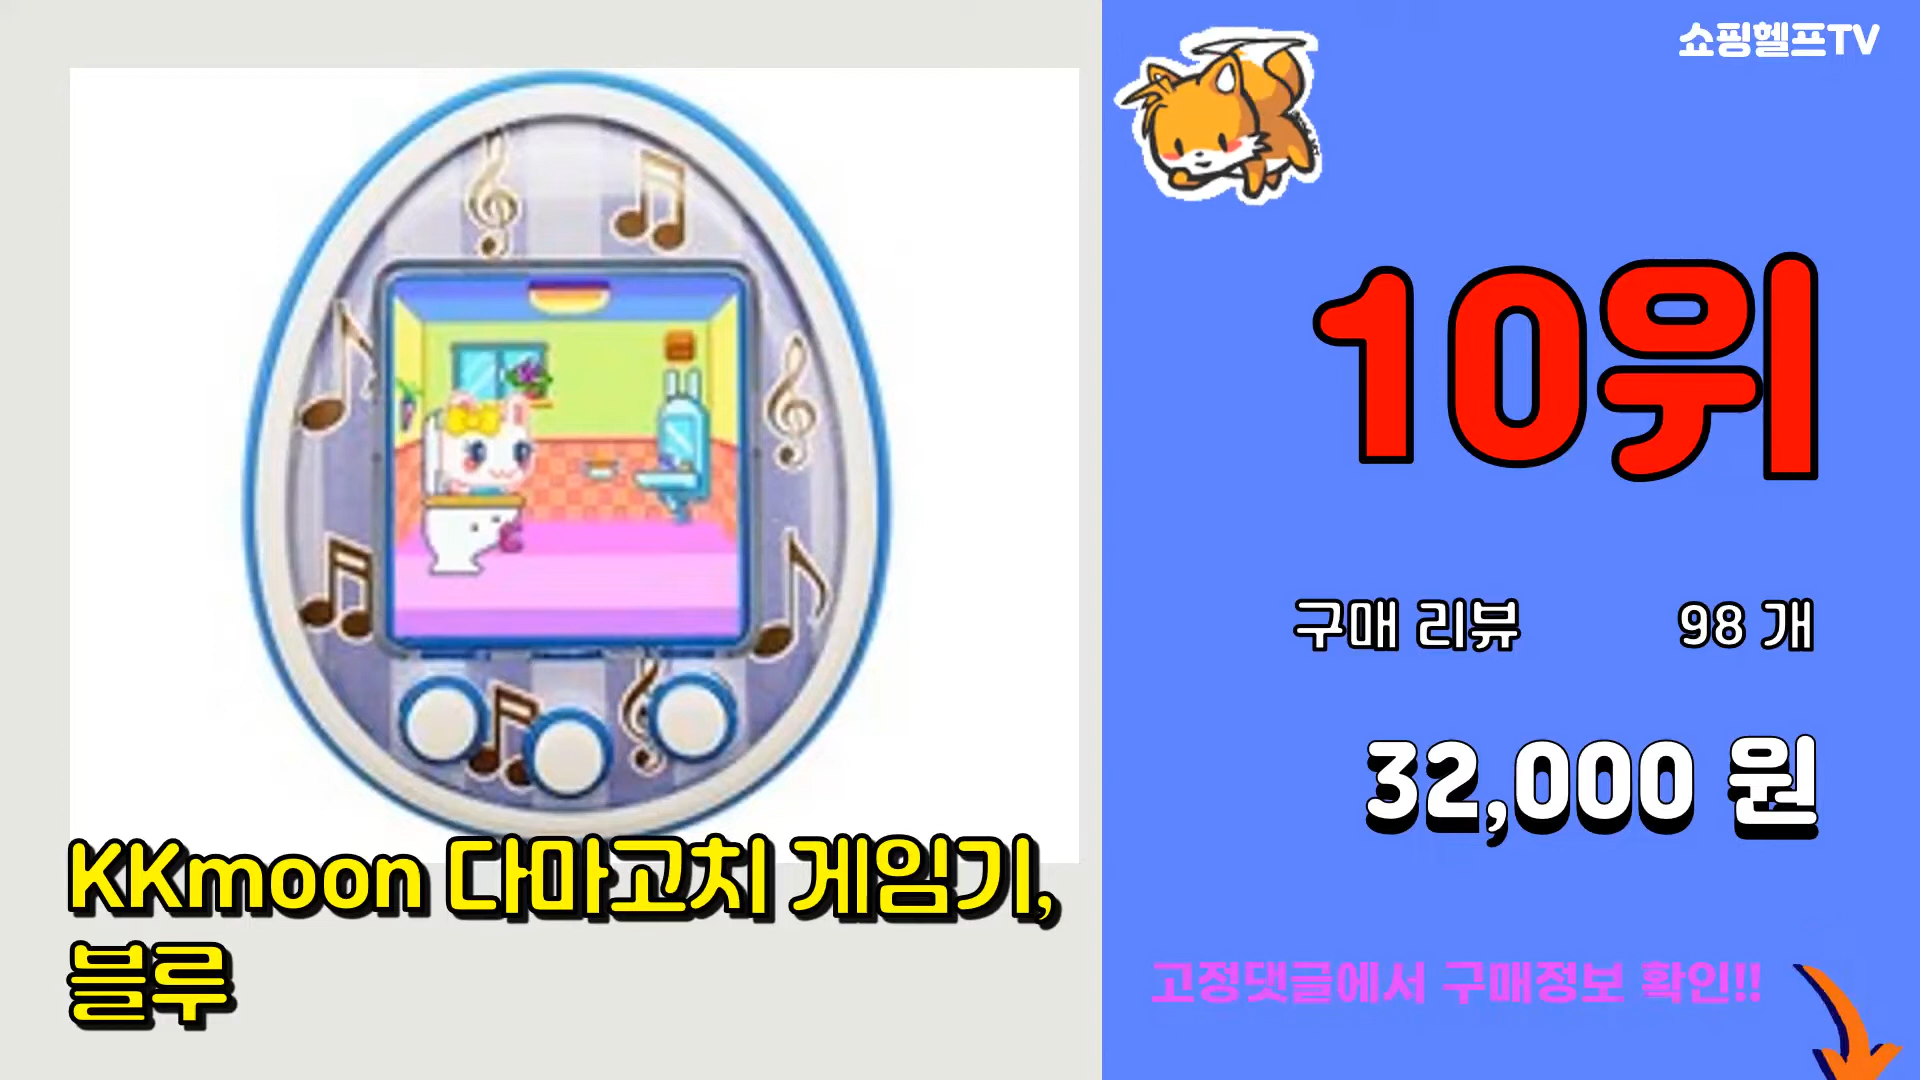 쇼핑헬프TV
10위
구매 리뷰 98 개
32,000 원
KKmoon 다마고치 게임기,
블루
고정댓글에서 구매정보 확인!!